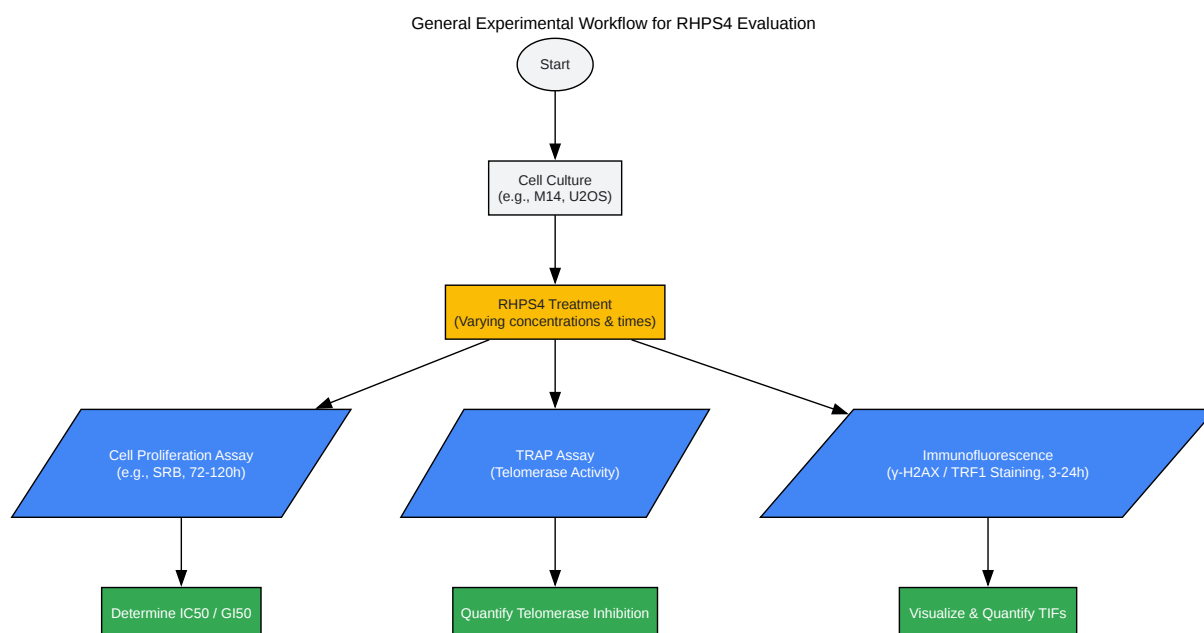 General Experimental Workflow for RHPS4 Evaluation
Start
Cell Culture
(e.g., M14, U2OS)
RHPS4 Treatment
(Varying concentrations & times)
Cell Proliferation Assay
(e.g., SRB, 72-120h)
TRAP Assay
(Telomerase Activity)
Immunofluorescence
(γ-H2AX / TRF1 Staining, 3-24h)
Determine IC50 / GI50
Quantify Telomerase Inhibition
Visualize & Quantify TIFs